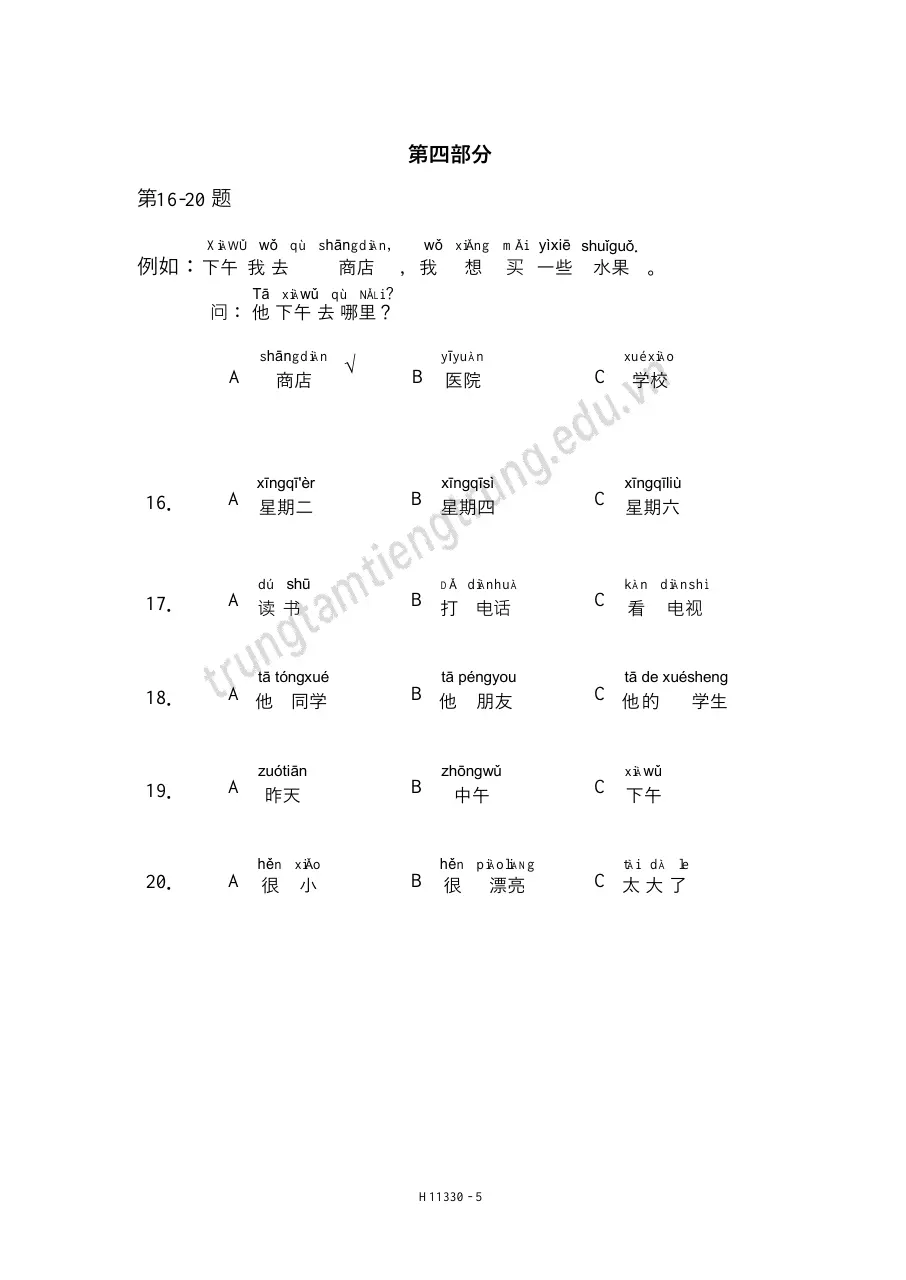 第四部分
第16-20 题
Xiàwǔ wǒ qù shāngdiàn, wǒ xiǎng mǎi yìxiē shuǐguǒ.
例如：下午 我 去 商店 ， 我 想 买 一些 水果 。
Tā xiàwǔ qù nǎli?
问： 他 下午 去 哪里？
shāngdiàn √ yīyuàn xuéxiào
A 商店 B 医院 C 学校
xīngqī'èr xīngqīsì xīngqīliù
16. A 星期二 B 星期四 C 星期六
dú shū dǎ diànhuà kàn diànshì
17. A 读 书 B 打 电话 C 看 电视
tā tóngxué tā péngyou tā de xuésheng
18. A 他 同学 B 他 朋友 C 他的 学生
zuótiān zhōngwǔ xiàwǔ
19. A 昨天 B 中午 C 下午
hěn xiǎo hěn piàoliàng tài dà le
20. A 很 小 B 很 漂亮 C 太 大 了
trungtamtiengtrung.edu.vn
H11330-5